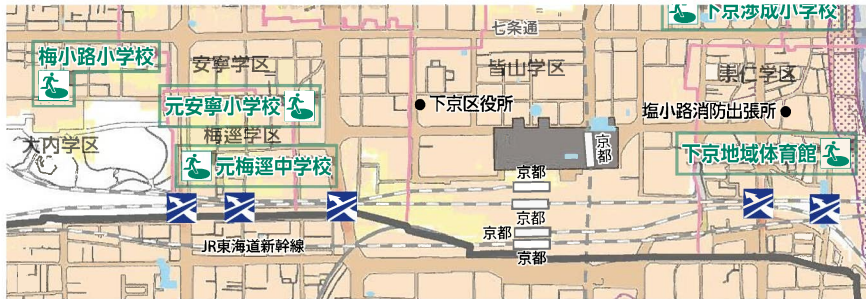 下京渉成小学校
七条通
梅小路小学校
安寧学区
皆山学区
崇仁学区
元安寧小学校
下京区役所
塩小路消防出張所
梅逕学区
大内学区
元梅逕中学校
京都
下京地域体育館
京都
京都
京都
JR東海道新幹線
京都